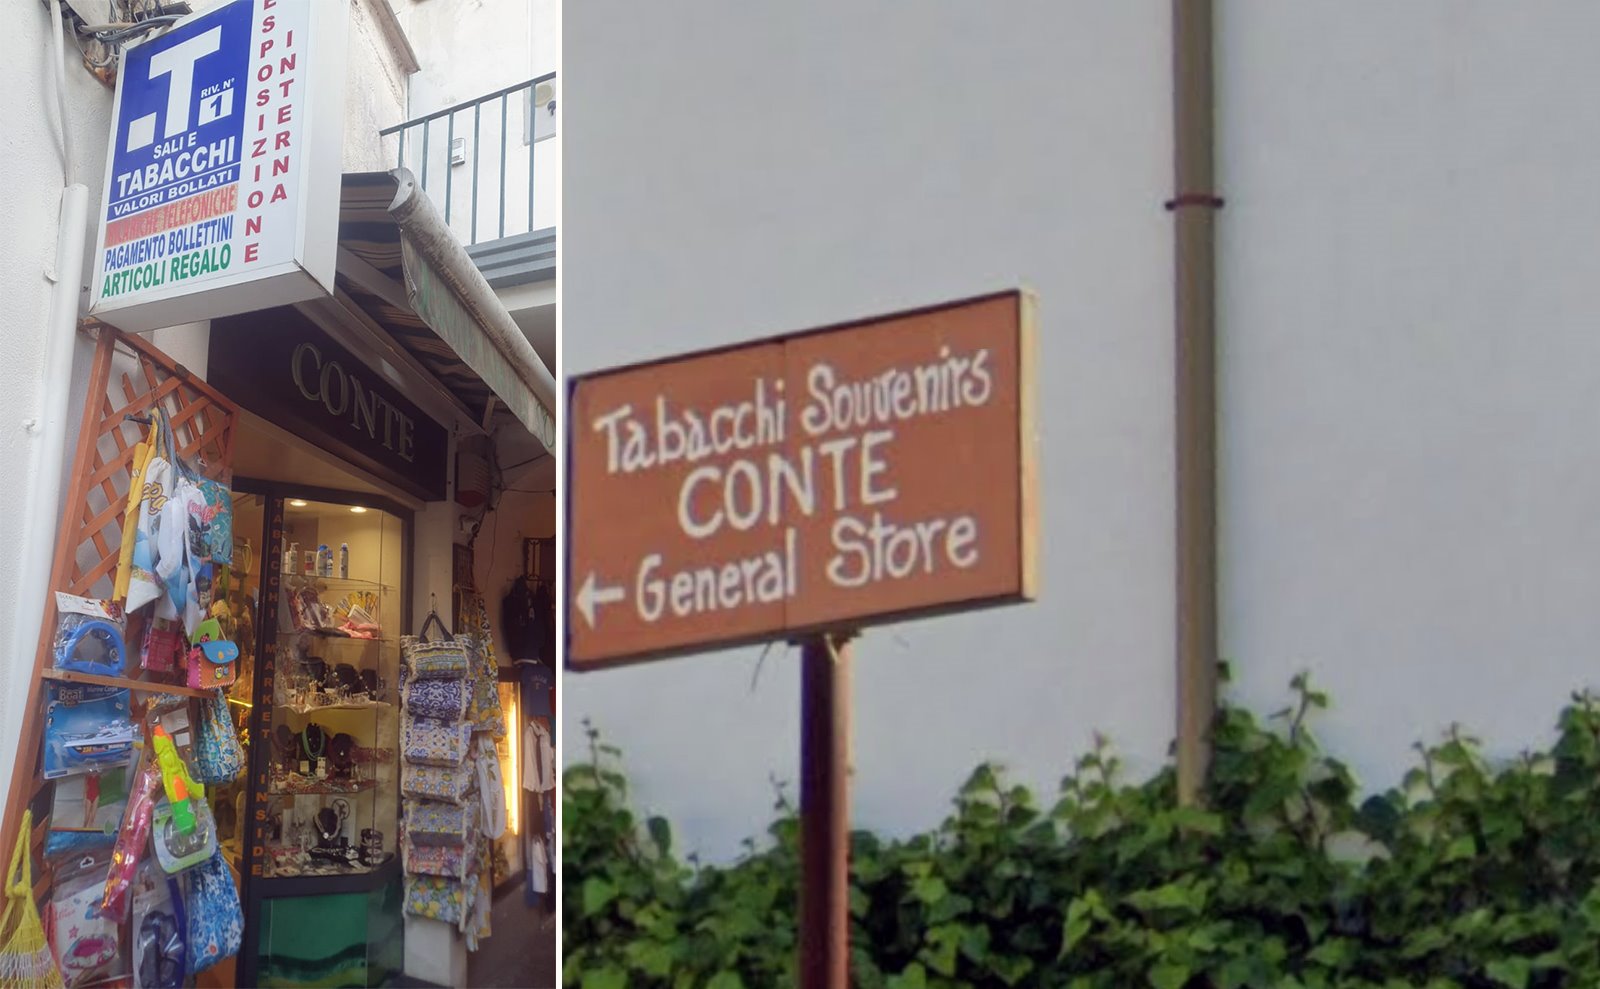 T
RIV. N°
1
SALI E
TABACCHI
VALORI BOLLATI
RICARICHE TELEFONICHE
PAGAMENTO BOLLETTINI
ARTICOLI REGALO
ESPOSIZIONE
INTERNA
CONTE
TABACCHI MARKET INSIDE
Tabacchi Souvenirs
CONTE
← General Store